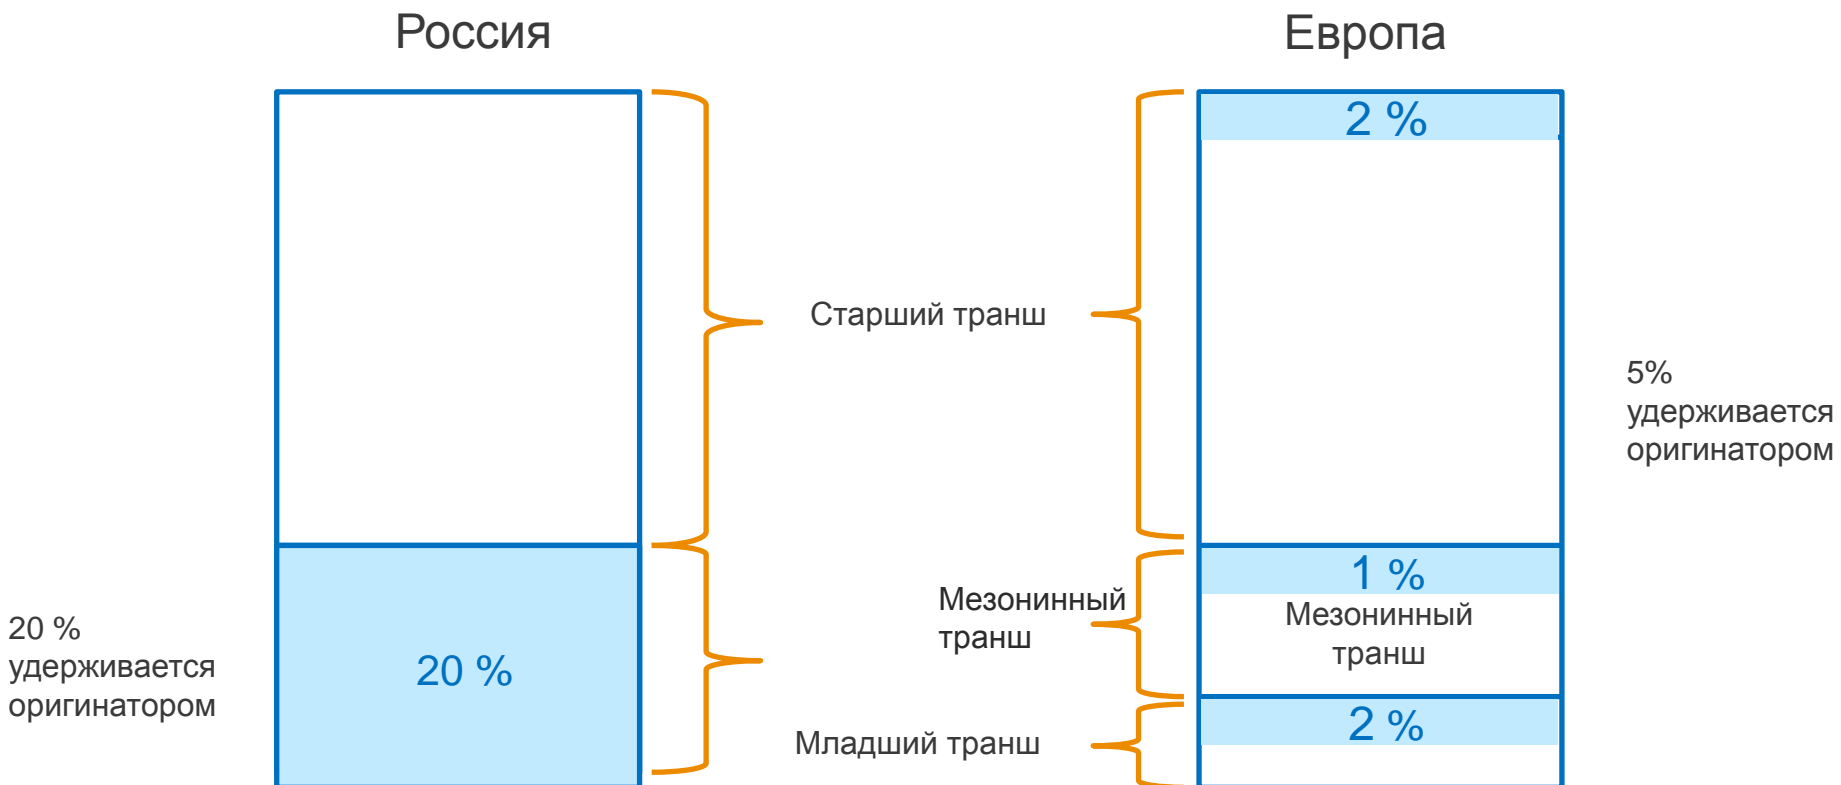 Россия
Европа
2 %
Старший транш
5%
удерживается
оригинатором
1 %
Мезонинный
транш
Мезонинный
транш
20 %
удерживается
оригинатором
20 %
2 %
Младший транш